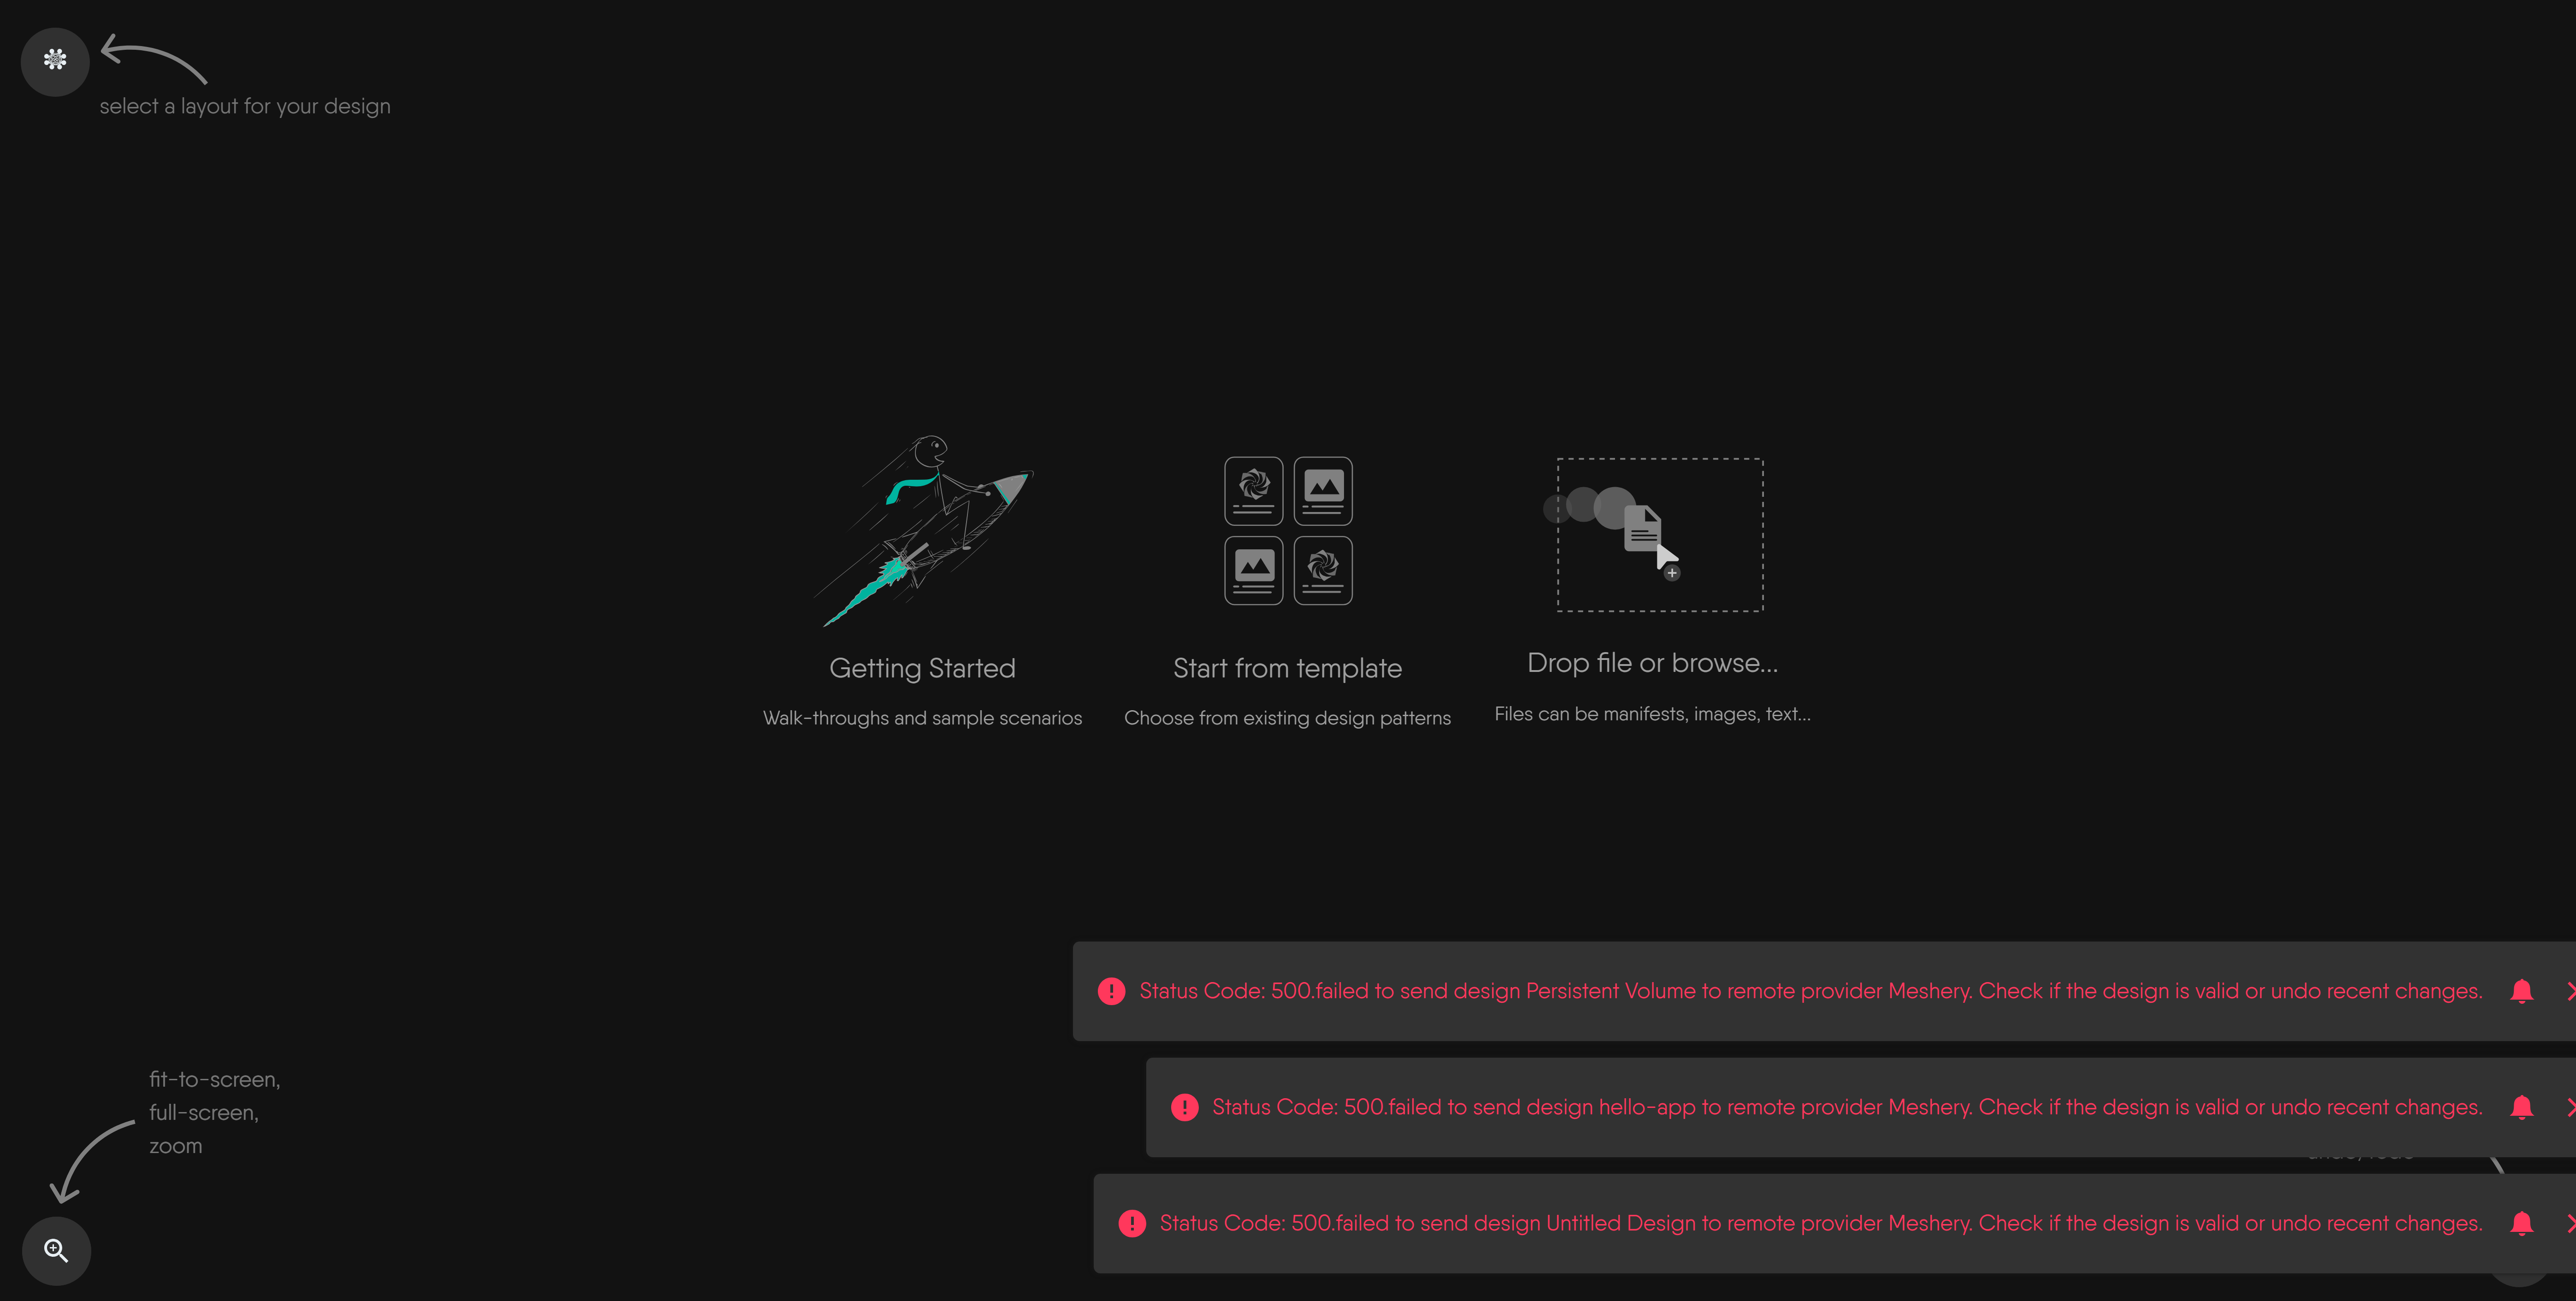 select a layout for your design
Getting Started
Start from template
Drop file or browse...
Walk-throughs and sample scenarios
Choose from existing design patterns
Files can be manifests, images, text...
Status Code: 500.failed to send design Persistent Volume to remote provider Meshery. Check if the design is valid or undo recent changes.
fit-to-screen,
full-screen,
zoom
Status Code: 500.failed to send design hello-app to remote provider Meshery. Check if the design is valid or undo recent changes.
Status Code: 500.failed to send design Untitled Design to remote provider Meshery. Check if the design is valid or undo recent changes.